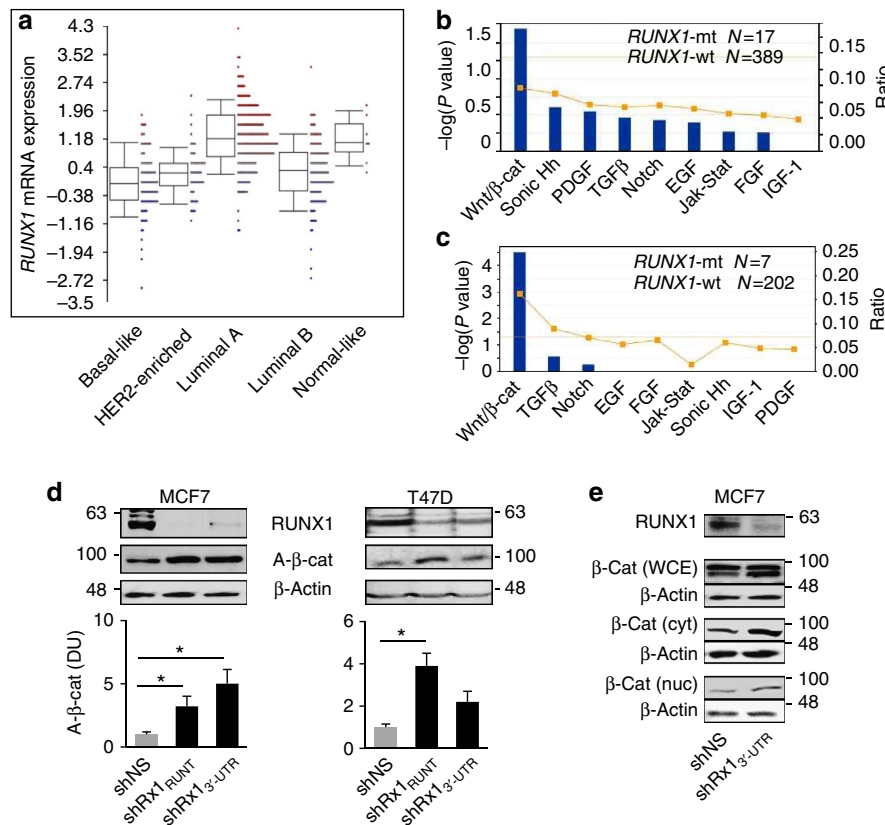 a
RUNX1 mRNA expression
4.3
3.52
2.74
1.96
1.18
0.4
–0.38
–1.16
–1.94
–2.72
–3.5
Basal-like
HER2-enriched
Luminal A
Luminal B
Normal-like
b
–log(P value)
1.5
1.5
0.5
0.5
0
RUNX1-mt N=17
RUNX1-wt N=389
0.15
0.10
0.05
0.00
Ratio
Wnt/β-cat
Sonic Hh
PDGF
TGFβ
Notch
EGF
Jak-Stat
FGF
IGF-1
c
–log(P value)
4
3
2
1
0
RUNX1-mt N=7
RUNX1-wt N=202
0.25
0.20
0.15
0.10
0.05
0.00
Ratio
Wnt/β-cat
TGFβ
Notch
EGF
FGF
Jak-Stat
Sonic Hh
IGF-1
PDGF
d
MCF7
T47D
63
RUNX1
63
100
A-β-cat
100
48
β-Actin
48
A-β-cat (DU)
10
5
0
*
*
shNS
shRx1RUNT
shRx13′-UTR
6
4
2
0
*
shNS
shRx1RUNT
shRx13′-UTR
e
MCF7
RUNX1
63
β-Cat (WCE)
100
48
β-Actin
β-Cat (cyt)
100
48
β-Actin
β-Cat (nuc)
100
48
β-Actin
shNS
shRx13′-UTR